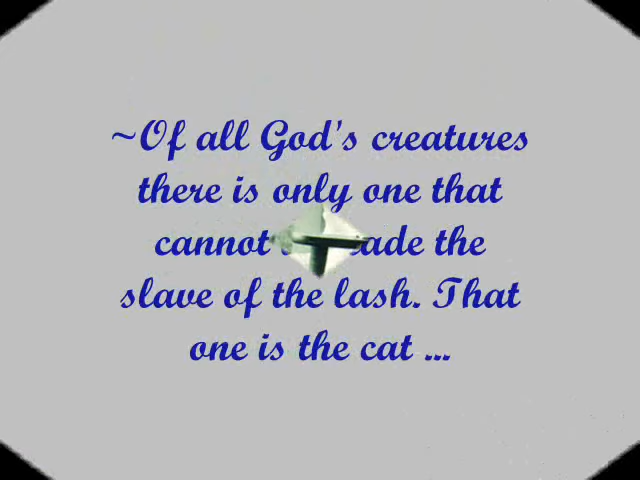 ~Of all God's creatures
there is only one that
cannot ade the
slave of the lash. That
one is the cat ...